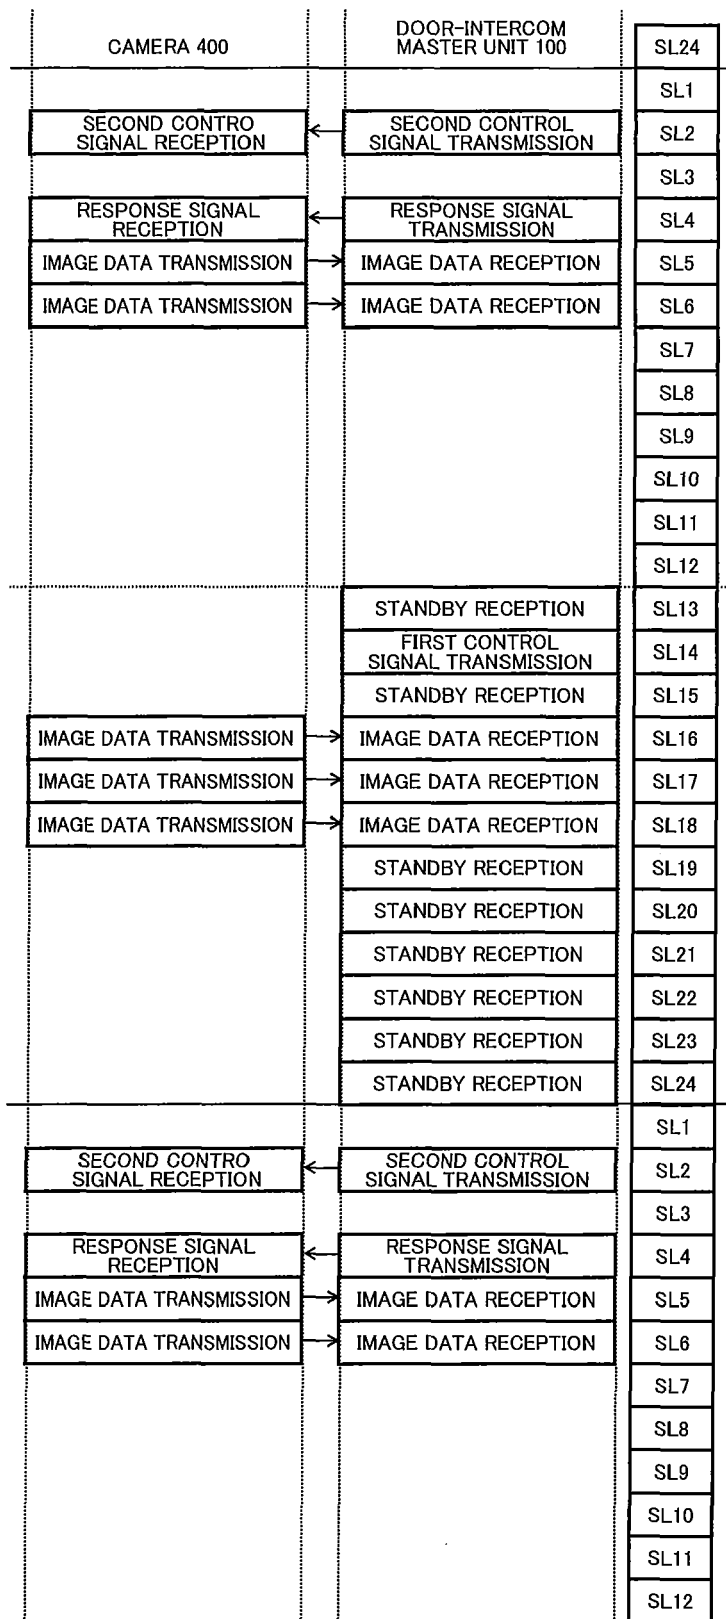 CAMERA 400
DOOR-INTERCOM
MASTER UNIT 100
SL24
SL1
SECOND CONTRO
SIGNAL RECEPTION
SECOND CONTROL
SIGNAL TRANSMISSION
SL2
SL3
RESPONSE SIGNAL
RECEPTION
RESPONSE SIGNAL
TRANSMISSION
SL4
IMAGE DATA TRANSMISSION
IMAGE DATA RECEPTION
SL5
IMAGE DATA TRANSMISSION
IMAGE DATA RECEPTION
SL6
SL7
SL8
SL9
SL10
SL11
SL12
STANDBY RECEPTION
SL13
FIRST CONTROL
SIGNAL TRANSMISSION
SL14
STANDBY RECEPTION
SL15
IMAGE DATA TRANSMISSION
IMAGE DATA RECEPTION
SL16
IMAGE DATA TRANSMISSION
IMAGE DATA RECEPTION
SL17
IMAGE DATA TRANSMISSION
IMAGE DATA RECEPTION
SL18
STANDBY RECEPTION
SL19
STANDBY RECEPTION
SL20
STANDBY RECEPTION
SL21
STANDBY RECEPTION
SL22
STANDBY RECEPTION
SL23
STANDBY RECEPTION
SL24
SL1
SECOND CONTRO
SIGNAL RECEPTION
SECOND CONTROL
SIGNAL TRANSMISSION
SL2
SL3
RESPONSE SIGNAL
RECEPTION
RESPONSE SIGNAL
TRANSMISSION
SL4
IMAGE DATA TRANSMISSION
IMAGE DATA RECEPTION
SL5
IMAGE DATA TRANSMISSION
IMAGE DATA RECEPTION
SL6
SL7
SL8
SL9
SL10
SL11
SL12